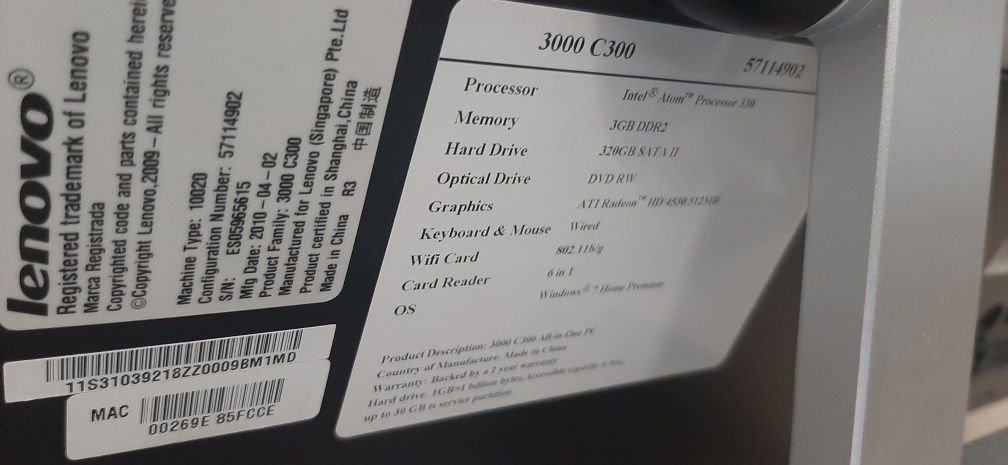 lenovo®
Registered trademark of Lenovo
Marca Registrada
Copyrighted code and parts contained herein
©Copyright Lenovo,2009-All rights reserve
Machine Type: 10020
Configuration Number: 57114902
S/N: ES05965615
Mfg Date: 2010-04-02
Product Family: 3000 C300
Manufactured for Lenovo (Singapore) Pte.Ltd
Product certified in Shanghai,China
Made in China R3 中国制造
11S31039218ZZ0009BM1MD
MAC
00269E 85FCCE
3000 C300 57114902
Processor Intel® Atom™ Processor 330
Memory 3GB DDR2
Hard Drive 320GB SATA II
Optical Drive DVD RW
Graphics ATI Radeon™ HD 4530 512MB
Keyboard & Mouse Wired
Wifi Card 802.11b/g
Card Reader 6 in 1
OS Windows® 7 Home Premium
Product Description: 3000 C300 All-in-One PC
Country of Manufacture: Made in China
Warranty: Backed by a 2 year warranty
Hard drive: 1GB=1 billion bytes, Accessible capacity is less,
up to 30 GB is service partition.